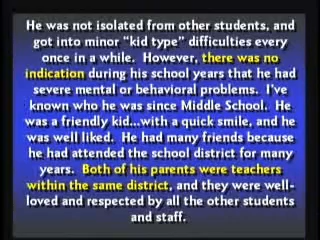 He was not isolated from other students, and
got into minor “kid type” difficulties every
once in a while.  However, there was no
indication during his school years that he had
severe mental or behavioral problems.  I’ve
known who he was since Middle School.  He
was a friendly kid...with a quick smile, and he
was well liked.  He had many friends because
he had attended the school district for many
years.  Both of his parents were teachers
within the same district, and they were well-
loved and respected by all the other students
and staff.